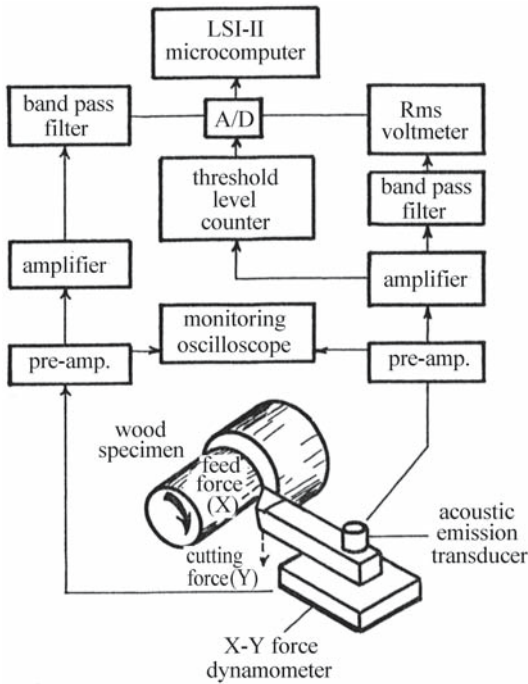 LSI-II
microcomputer
band pass
filter
A/D
Rms
voltmeter
threshold
level
counter
band pass
filter
amplifier
amplifier
monitoring
oscilloscope
pre-amp.
pre-amp.
wood
specimen
feed
force
(X)
cutting
force(Y)
acoustic
emission
transducer
X-Y force
dynamometer